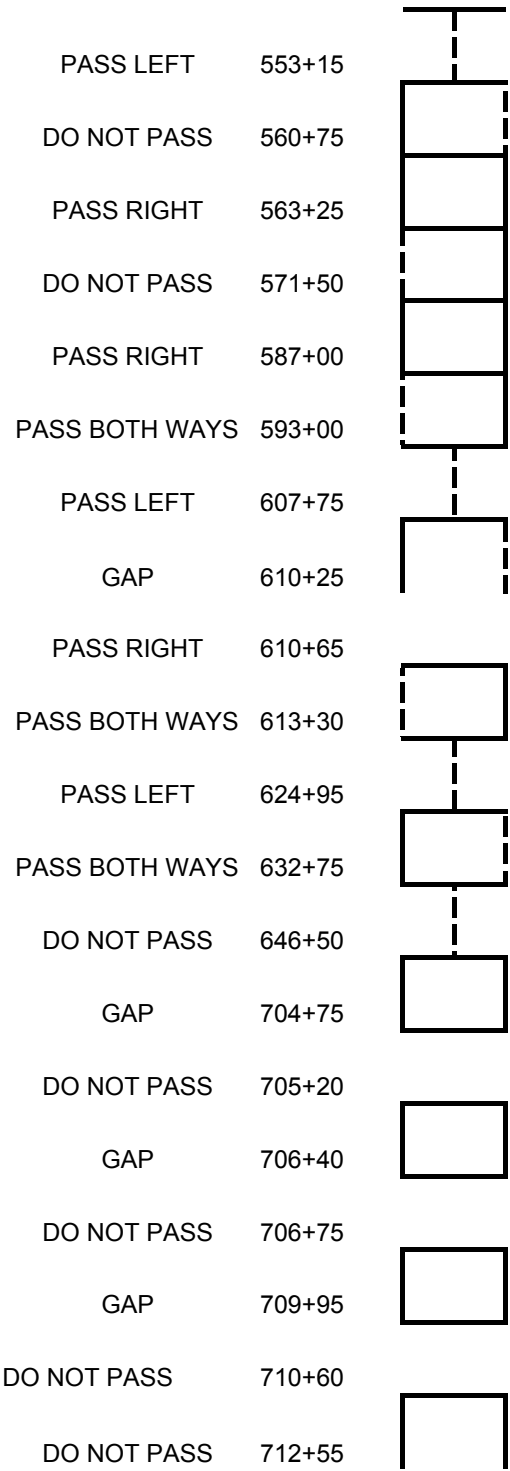 PASS LEFT 553+15
DO NOT PASS 560+75
PASS RIGHT 563+25
DO NOT PASS 571+50
PASS RIGHT 587+00
PASS BOTH WAYS 593+00
PASS LEFT 607+75
GAP 610+25
PASS RIGHT 610+65
PASS BOTH WAYS 613+30
PASS LEFT 624+95
PASS BOTH WAYS 632+75
DO NOT PASS 646+50
GAP 704+75
DO NOT PASS 705+20
GAP 706+40
DO NOT PASS 706+75
GAP 709+95
DO NOT PASS 710+60
DO NOT PASS 712+55